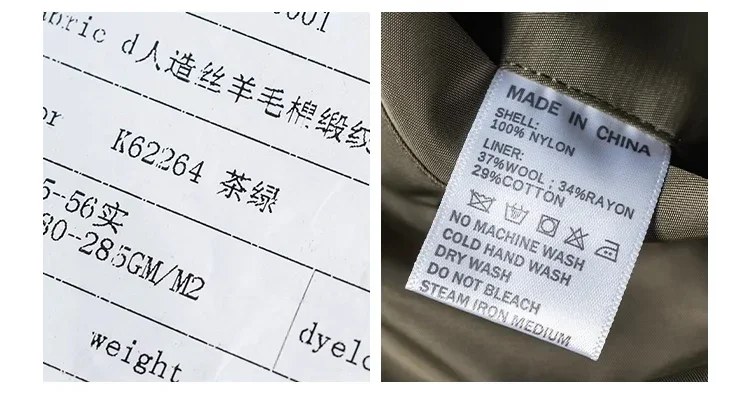 0001
abric d人造丝羊毛棉缎纹
or
K62264 茶绿
5-56实
80-285GM/M2
weight
dyelo
MADE IN CHINA
SHELL:
100% NYLON
LINER:
37%WOOL ; 34%RAYON
29%COTTON
NO MACHINE WASH
COLD HAND WASH
DRY WASH
DO NOT BLEACH
STEAM IRON MEDIUM